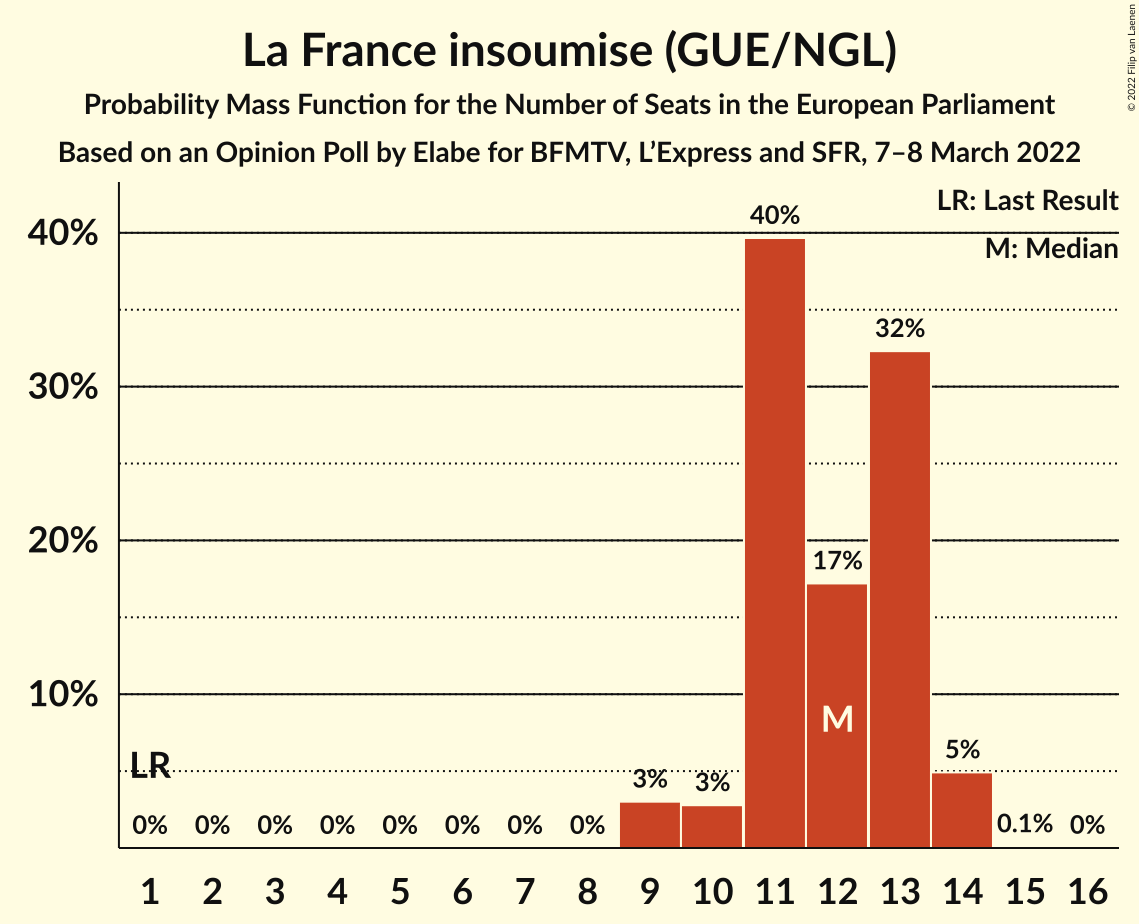 La France insoumise (GUE/NGL)
Probability Mass Function for the Number of Seats in the European Parliament
Based on an Opinion Poll by Elabe for BFMTV, L’Express and SFR, 7–8 March 2022
© 2022 Filip van Laenen
LR: Last Result
M: Median
40%
30%
20%
10%
40%
32%
17%
M
5%
LR
3%
3%
0%
0%
0%
0%
0%
0%
0%
0%
0.1%
0%
1 2 3 4 5 6 7 8 9 10 11 12 13 14 15 16